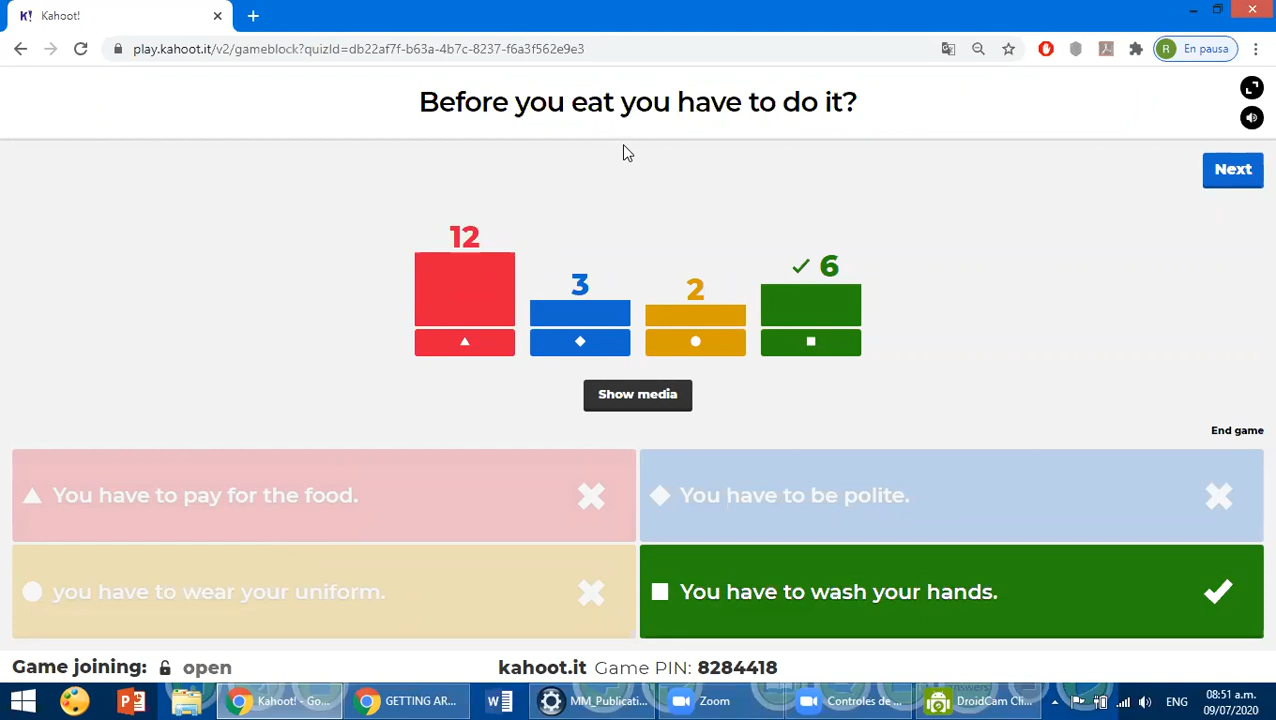 Kahoot!
play.kahoot.it/v2/gameblock?quizId=db22af7f-b63a-4b7c-8237-f6a3f562e9e3
R En pausa
Before you eat you have to do it?
Next
12
3
2
6
Show media
End game
You have to pay for the food.
You have to be polite.
you have to wear your uniform.
You have to wash your hands.
Game joining: open
kahoot.it Game PIN: 8284418
Kahoot! - Go...
GETTING AR...
MM_Publicati...
Zoom
Controles de ...
DroidCam Cli...
ENG
08:51 a.m.
09/07/2020